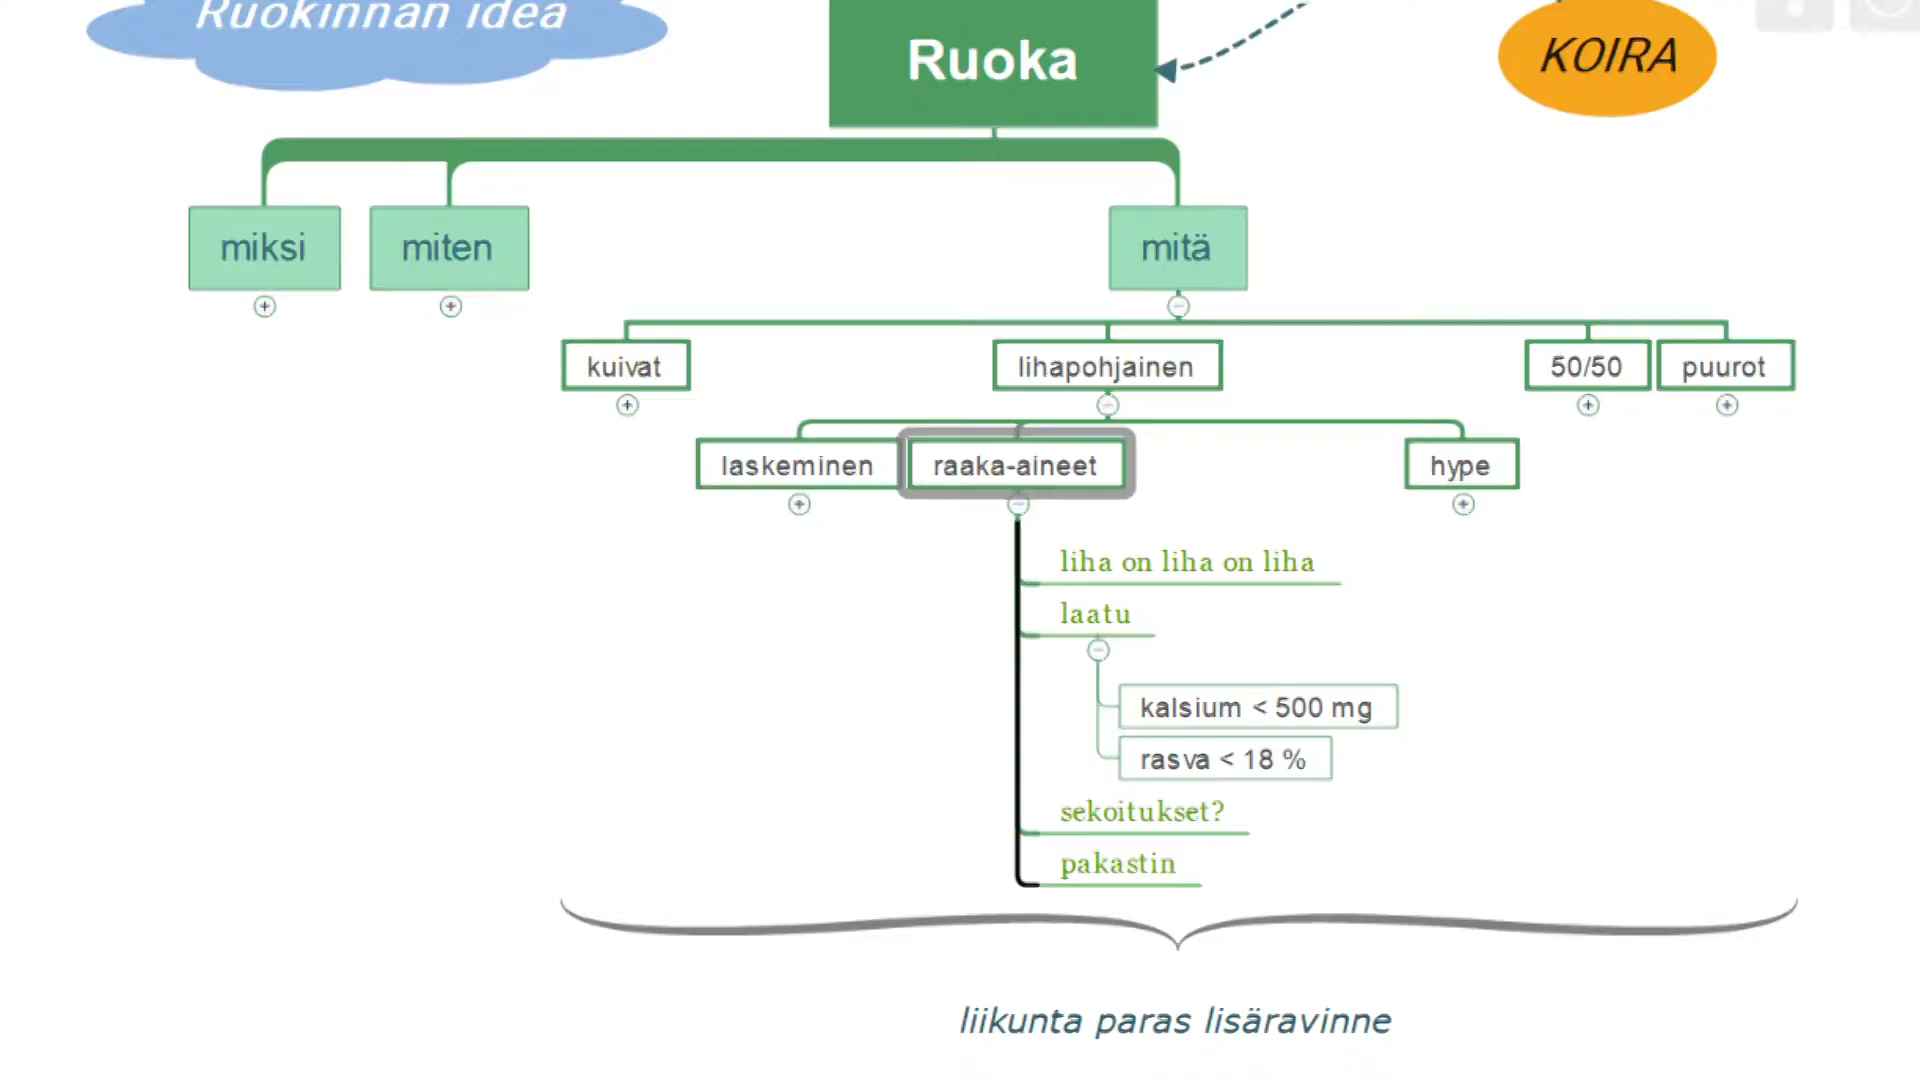 Ruokinnan idea
Ruoka
KOIRA
miksi
miten
mitä
kuivat
lihapohjainen
50/50
puurot
laskeminen
raaka-aineet
hype
liha on liha on liha
laatu
kalsium < 500 mg
rasva < 18 %
sekoitukset?
pakastin
liikunta paras lisäravinne